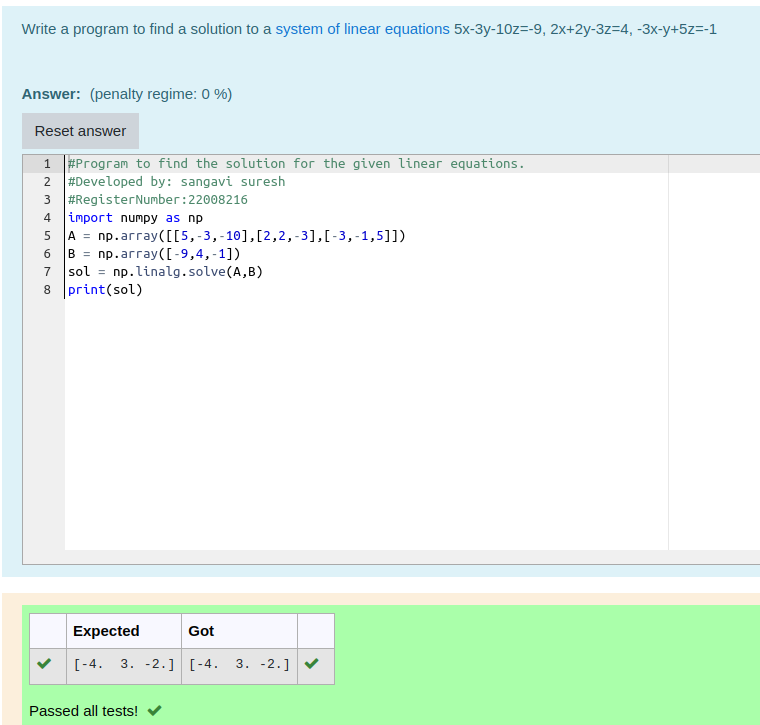 Write a program to find a solution to a system of linear equations 5x-3y-10z=-9, 2x+2y-3z=4, -3x-y+5z=-1
Answer: (penalty regime: 0 %)
Reset answer
1 #Program to find the solution for the given linear equations.
2 #Developed by: sangavi suresh
3 #RegisterNumber:22008216
4 import numpy as np
5 A = np.array([[5,-3,-10],[2,2,-3],[-3,-1,5]])
6 B = np.array([-9,4,-1])
7 sol = np.linalg.solve(A,B)
8 print(sol)
Expected Got
[-4.  3. -2.] [-4.  3. -2.]
Passed all tests!